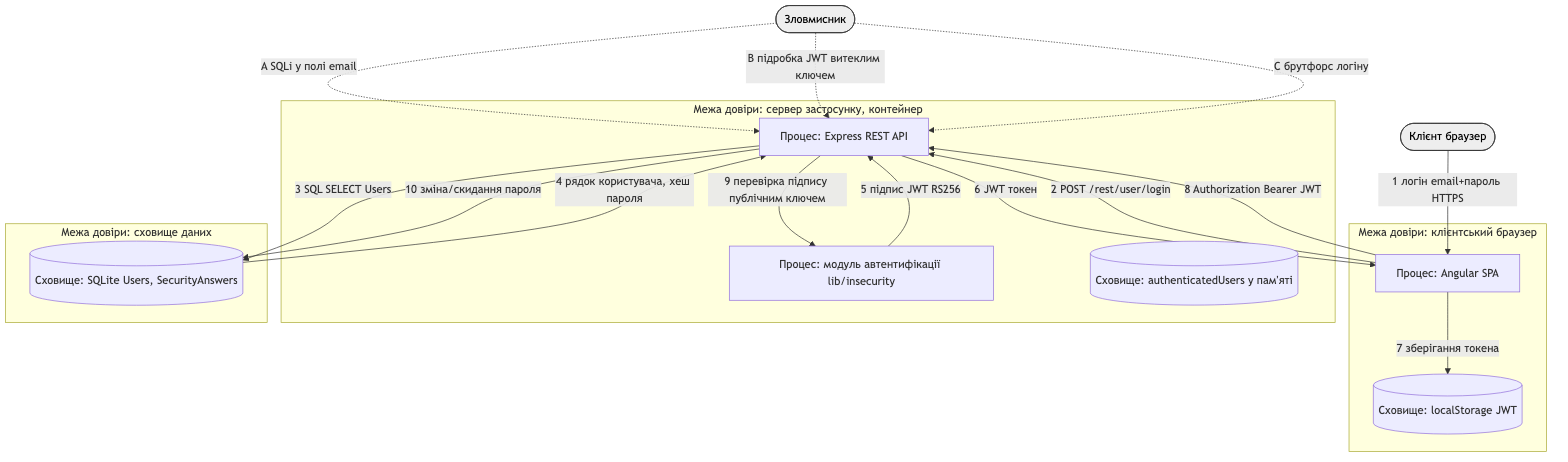 Зловмисник
A SQLi у полі email
B підробка JWT витеклим
ключем
C брутфорс логіну
Межа довіри: сервер застосунку, контейнер
Процес: Express REST API
Клієнт браузер
3 SQL SELECT Users
10 зміна/скидання пароля
4 рядок користувача, хеш
пароля
9 перевірка підпису
публічним ключем
5 підпис JWT RS256
6 JWT токен
2 POST /rest/user/login
8 Authorization Bearer JWT
1 логін email+пароль
HTTPS
Межа довіри: сховище даних
Межа довіри: клієнтський браузер
Сховище: SQLite Users, SecurityAnswers
Процес: модуль автентифікації
lib/insecurity
Сховище: authenticatedUsers у пам'яті
Процес: Angular SPA
7 зберігання токена
Сховище: localStorage JWT